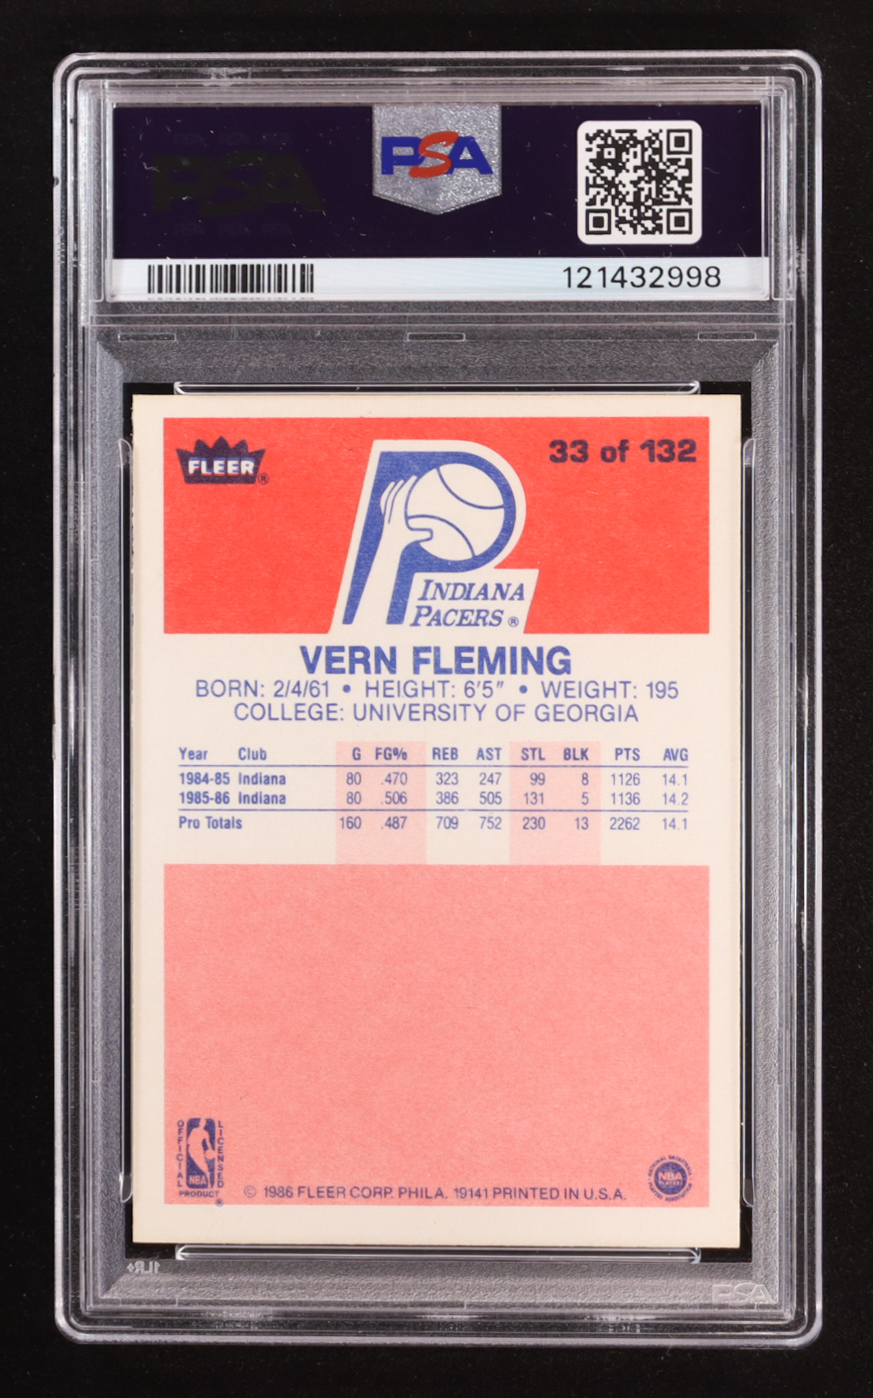 PSA
121432998
FLEER®
33 of 132
INDIANA
PACERS®
VERN FLEMING
BORN: 2/4/61 • HEIGHT: 6'5" • WEIGHT: 195
COLLEGE: UNIVERSITY OF GEORGIA
Year Club G FG% REB AST STL BLK PTS AVG
1984-85 Indiana 80 .470 323 247 99 8 1126 14.1
1985-86 Indiana 80 .506 386 505 131 5 1136 14.2
Pro Totals 160 .487 709 752 230 13 2262 14.1
OFFICIAL LICENSED
NBA
PRODUCT®
© 1986 FLEER CORP. PHILA. 19141 PRINTED IN U.S.A.
NBA
PLAYERS
PSA